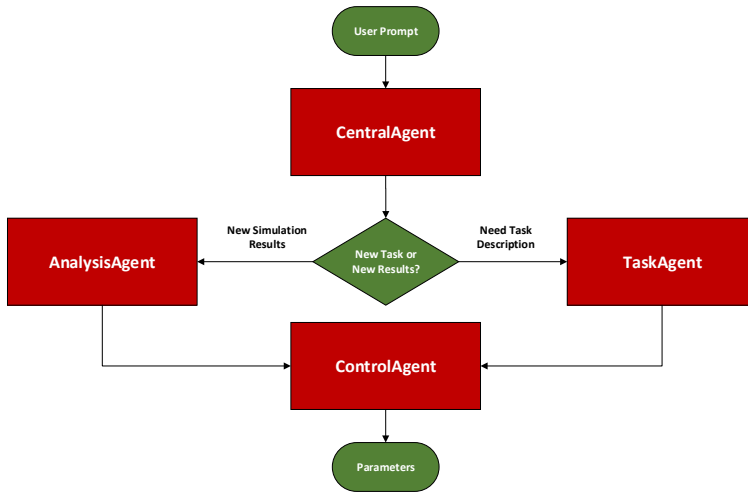 User Prompt
CentralAgent
New Simulation
Results
Need Task
Description
AnalysisAgent
New Task or
New Results?
TaskAgent
ControlAgent
Parameters